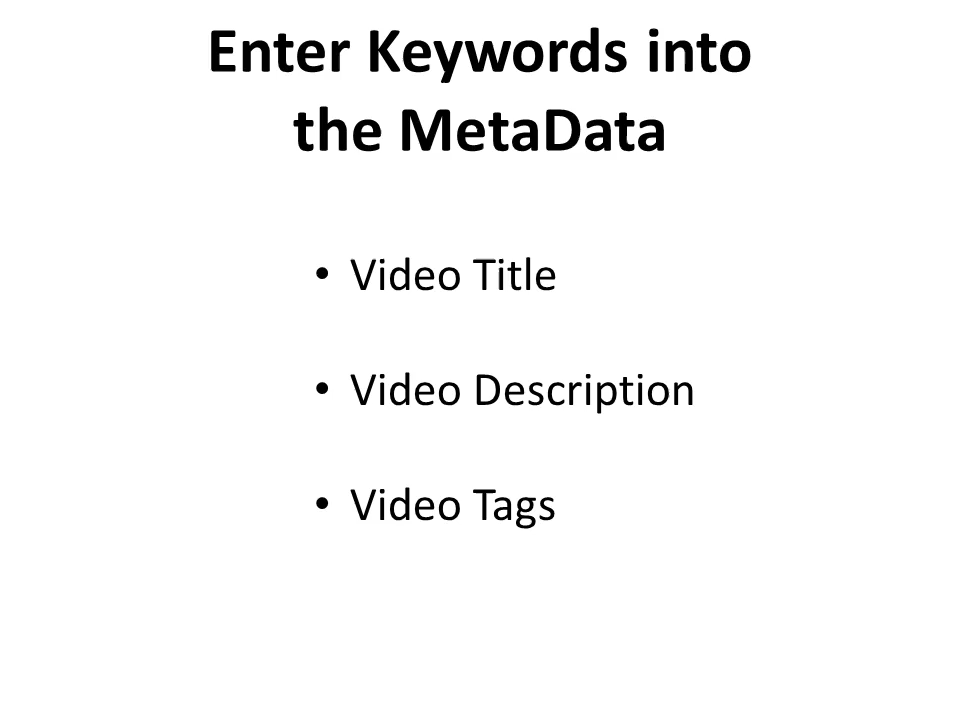 Enter Keywords into
the MetaData
• Video Title
• Video Description
• Video Tags